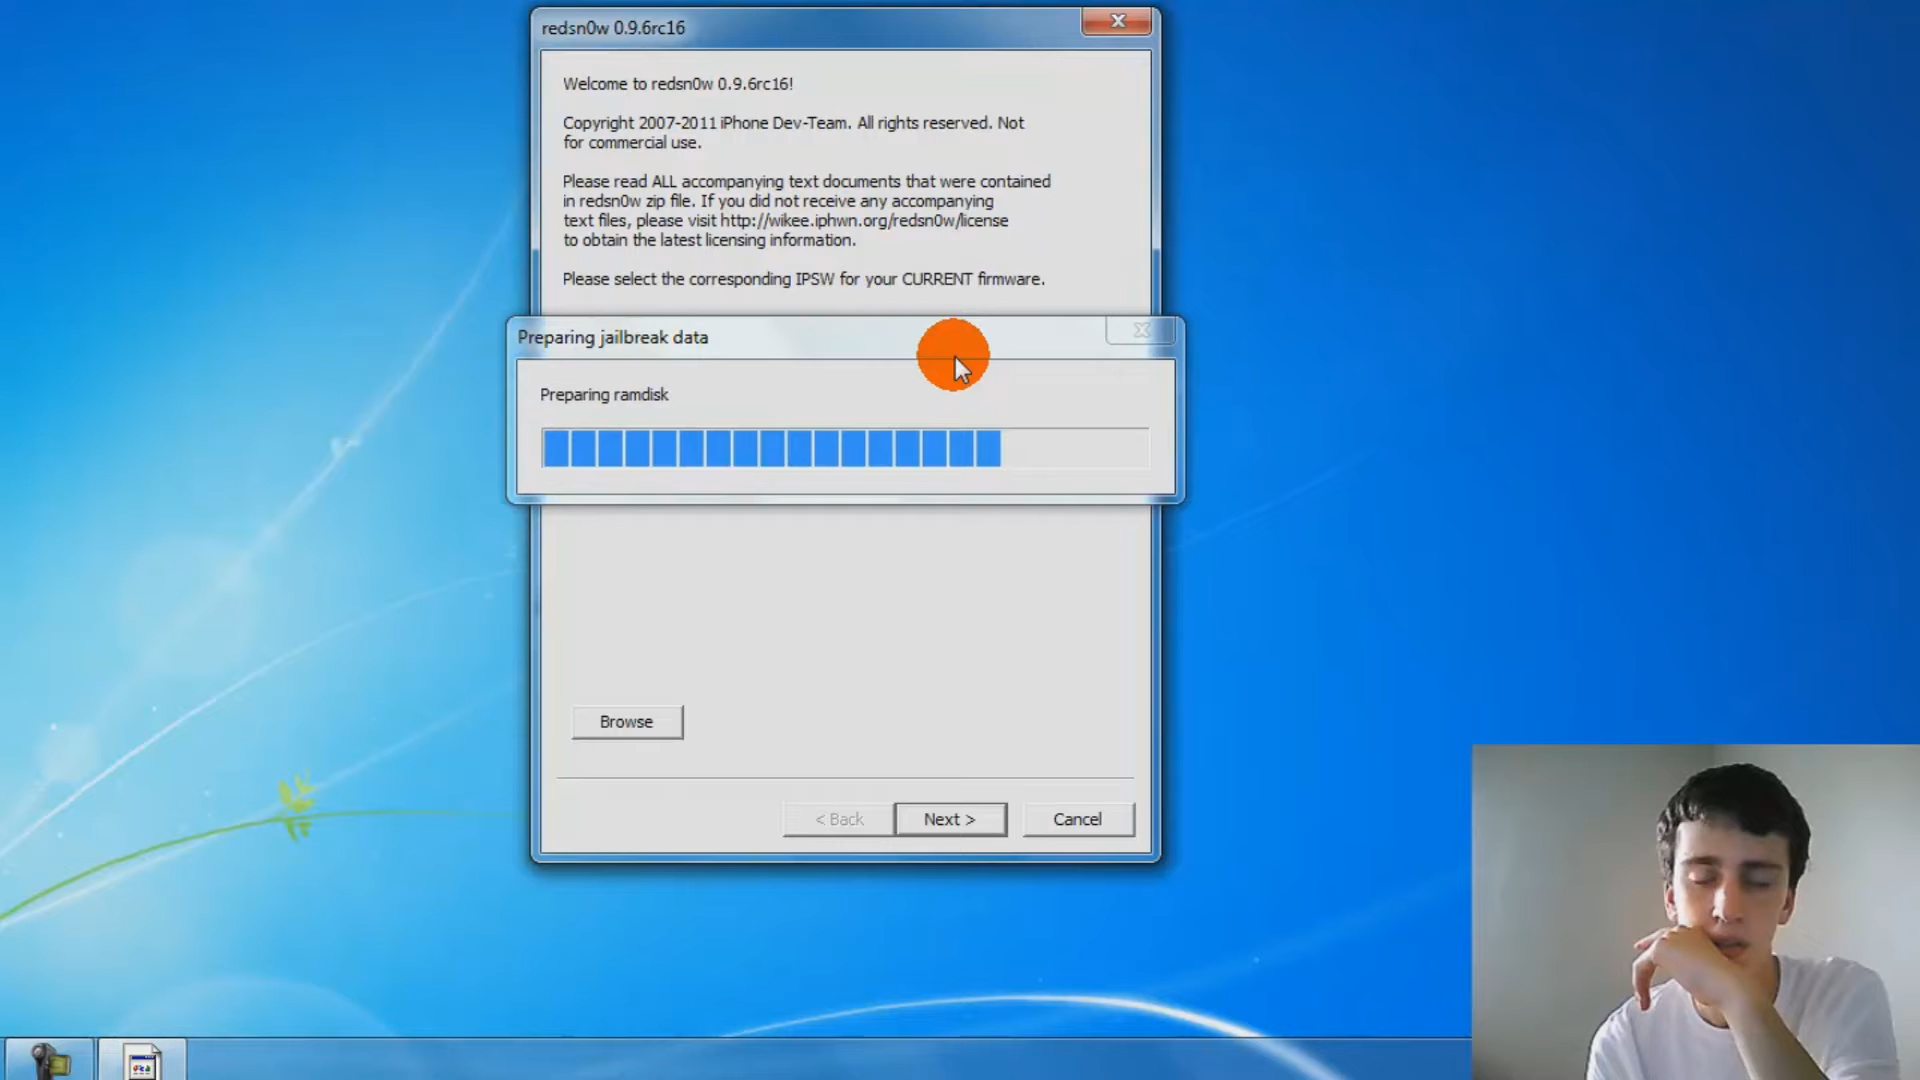 redsn0w 0.9.6rc16
Welcome to redsn0w 0.9.6rc16!
Copyright 2007-2011 iPhone Dev-Team. All rights reserved. Not
for commercial use.
Please read ALL accompanying text documents that were contained
in redsn0w zip file. If you did not receive any accompanying
text files, please visit http://wikee.iphwn.org/redsn0w/license
to obtain the latest licensing information.
Please select the corresponding IPSW for your CURRENT firmware.
Preparing jailbreak data
Preparing ramdisk
Browse
< Back
Next >
Cancel